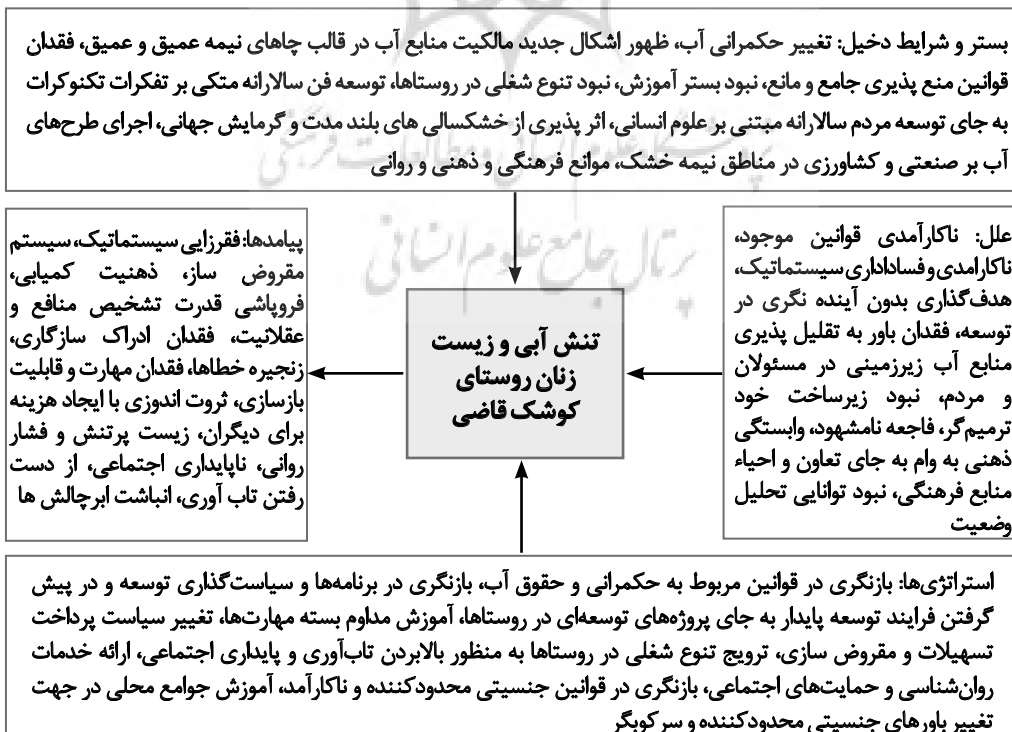 بستر و شرایط دخیل: تغییر حکمرانی آب، ظهور اشکال جدید مالکیت منابع آب در قالب چاهای نیمه عمیق و عمیق، فقدان
قوانین منع پذیری جامع و مانع، نبود بستر آموزش، نبود تنوع شغلی در روستاها، توسعه فن سالارانه متکی بر تفکرات تکنوکرات
به جای توسعه مردم سالارانه مبتنی بر علوم انسانی، اثر پذیری از خشکسالی های بلند مدت و گرمایش جهانی، اجرای طرح‌های
آب بر صنعتی و کشاورزی در مناطق نیمه خشک، موانع فرهنگی و ذهنی و روانی
پژوهشگاه علوم انسانی و مطالعات فرهنگی
پرتال جامع علوم انسانی
علل: ناکارآمدی قوانین موجود،
ناکارامدی و فساداداری سیستماتیک،
هدف‌گذاری بدون آینده نگری در
توسعه، فقدان باور به تقلیل پذیری
منابع آب زیرزمینی در مسئولان
و مردم، نبود زیرساخت خود
ترمیم‌گر، فاجعه نامشهود، وابستگی
ذهنی به وام به جای تعاون و احیاء
منابع فرهنگی، نبود توانایی تحلیل
وضعیت
تنش آبی و زیست
زنان روستای
کوشک قاضی
پیامدها: فقرزایی سیستماتیک، سیستم
مقروض ساز، ذهنیت کمیابی،
فروپاشی قدرت تشخیص منافع و
عقلانیت، فقدان ادراک سازگاری،
زنجیره خطاها، فقدان مهارت و قابلیت
بازسازی، ثروت اندوزی با ایجاد هزینه
برای دیگران، زیست پرتنش و فشار
روانی، ناپایداری اجتماعی، از دست
رفتن تاب آوری، انباشت ابرچالش ها
استراتژی‌ها: بازنگری در قوانین مربوط به حکمرانی و حقوق آب، بازنگری در برنامه‌ها و سیاست‌گذاری توسعه و در پیش
گرفتن فرایند توسعه پایدار به جای پروژه‌های توسعه‌ای در روستاها، آموزش مداوم بسته مهارت‌ها، تغییر سیاست پرداخت
تسهیلات و مقروض سازی، ترویج تنوع شغلی در روستاها به منظور بالابردن تاب‌آوری و پایداری اجتماعی، ارائه خدمات
روان‌شناسی و حمایت‌های اجتماعی، بازنگری در قوانین جنسیتی محدودکننده و ناکارآمد، آموزش جوامع محلی در جهت
تغییر باورهای جنسیتی محدودکننده و سرکوبگر